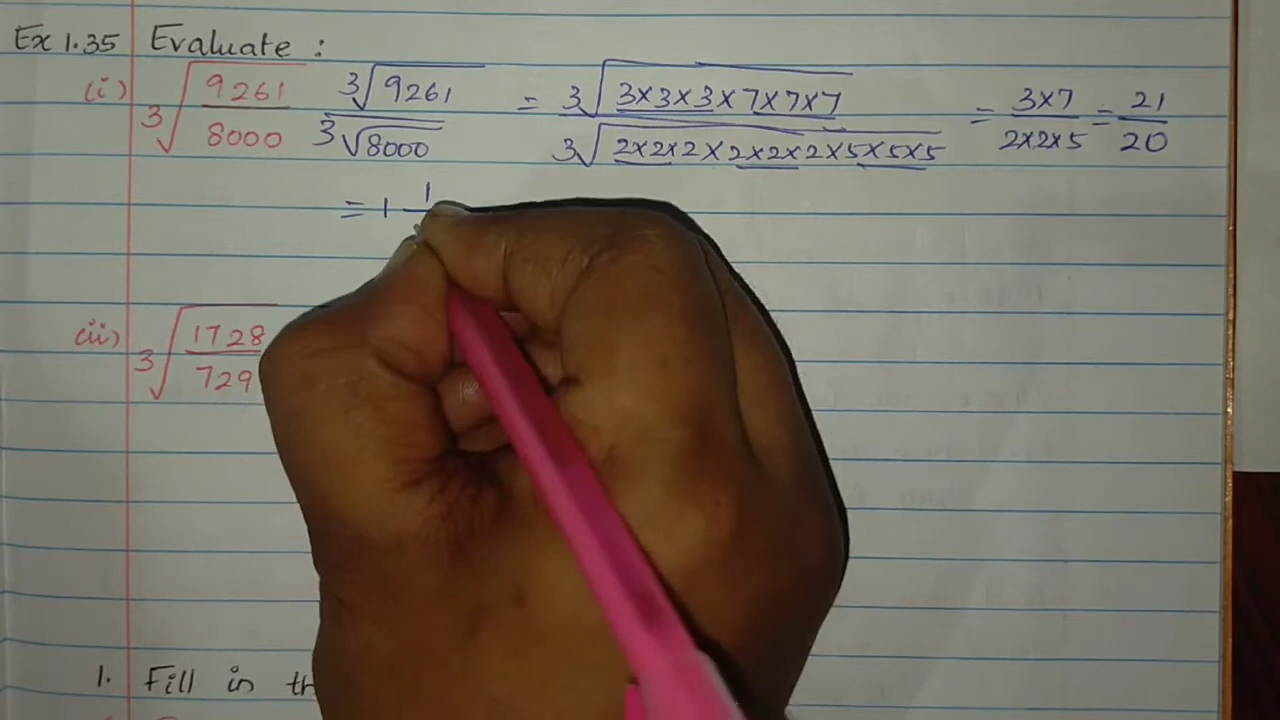 Ex 1.35 Evaluate :
(i) ∛(9261/8000) ∛9261/∛8000 = ∛(3×3×3×7×7×7)/∛(2×2×2×2×2×2×5×5×5) = 3×7/2×2×5 = 21/20
= 1 1
(ii) ∛(1728/729)
1. Fill in